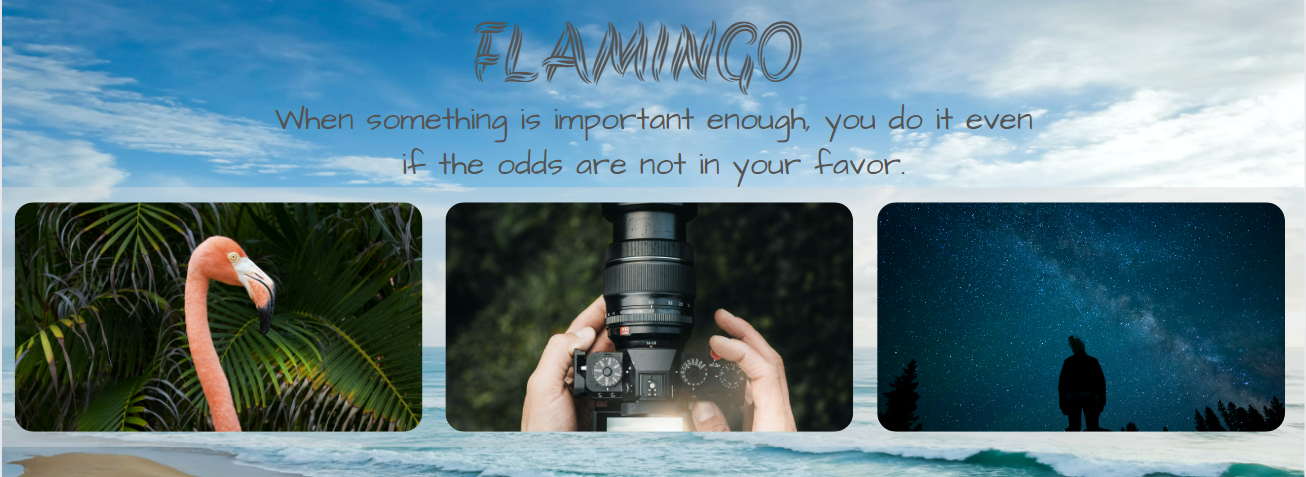 FLAMINGO
When something is important enough, you do it even
if the odds are not in your favor.